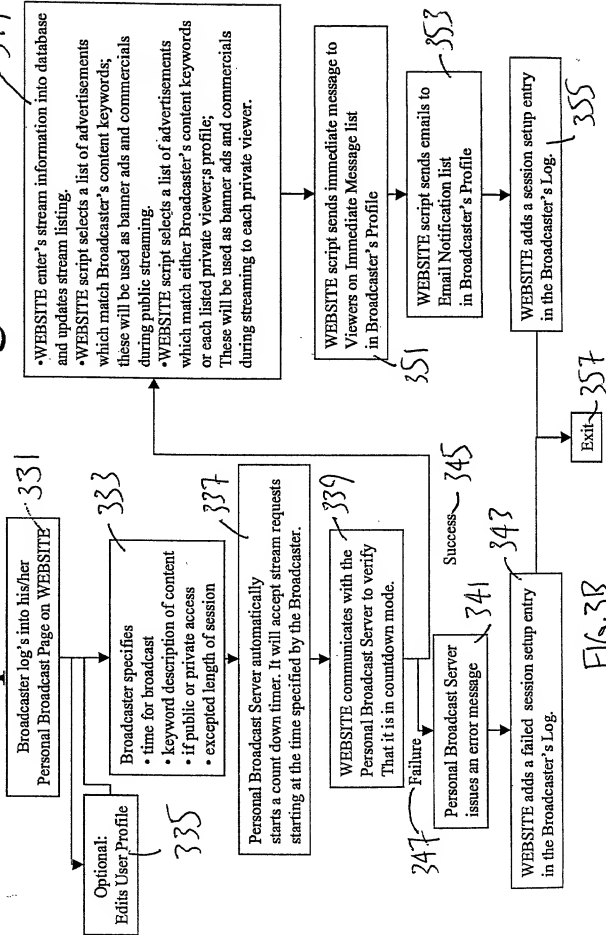 Broadcaster log's into his/her
Personal Broadcast Page on WEBSITE
331
Optional:
Edits User Profile
335
Broadcaster specifies
• time for broadcast
• keyword description of content
• if public or private access
• excepted length of session
333
Personal Broadcast Server automatically
starts a count down timer. It will accept stream requests
starting at the time specified by the Broadcaster.
337
WEBSITE communicates with the
Personal Broadcast Server to verify
That it is in countdown mode.
339
347
Failure
Success
345
Personal Broadcast Server
issues an error message
341
WEBSITE adds a failed session setup entry
in the Broadcaster's Log.
343
•WEBSITE enter's stream information into database
and updates stream listing.
•WEBSITE script selects a list of advertisements
which match Broadcaster's content keywords;
these will be used as banner ads and commercials
during public streaming.
•WEBSITE script selects a list of advertisements
which match either Broadcaster's content keywords
or each listed private viewer;s profile;
These will be used as banner ads and commercials
during streaming to each private viewer.
WEBSITE script sends immediate message to
Viewers on Immediate Message list
in Broadcaster's Profile
351
WEBSITE script sends emails to
Email Notification list
in Broadcaster's Profile
353
WEBSITE adds a session setup entry
in the Broadcaster's Log.
355
Exit
357
FIG. 3B